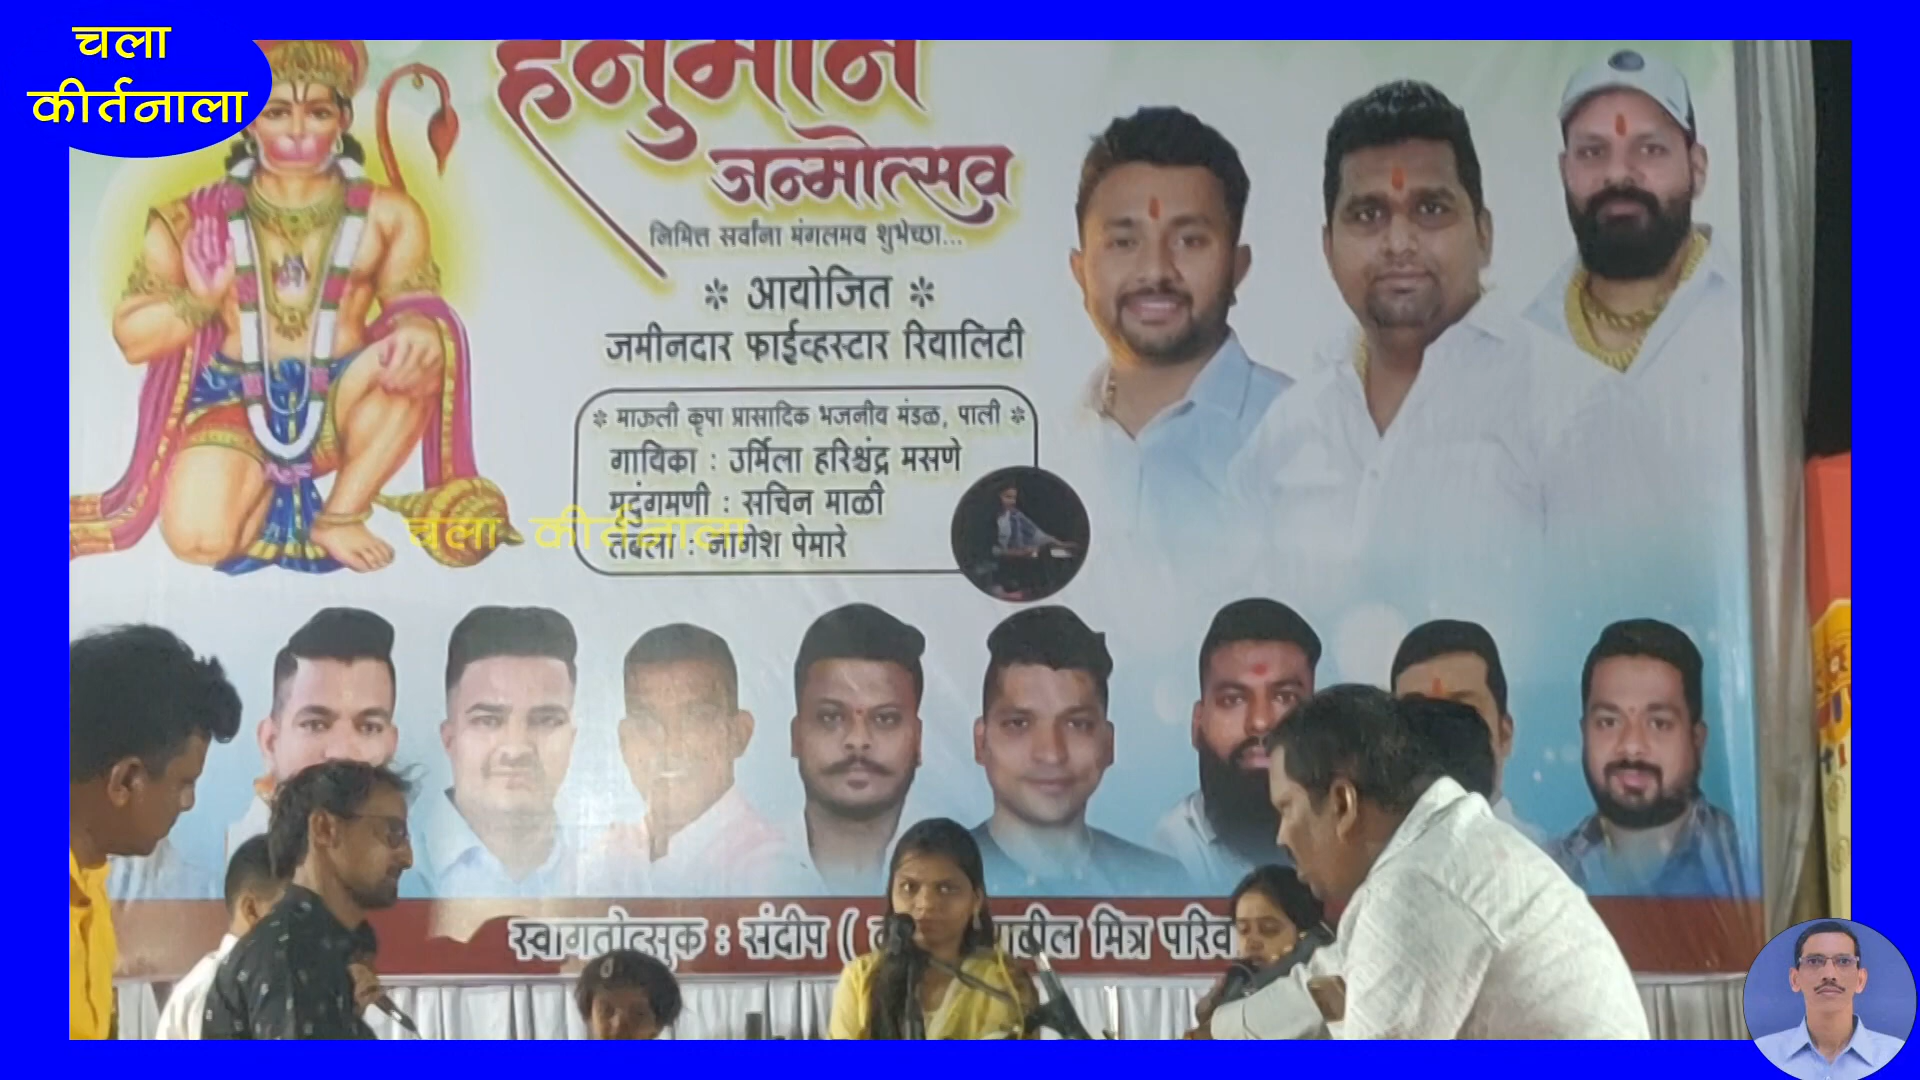 चला
कीर्तनाला
हनुमान
जन्मोत्सव
निमित्त सर्वांना मंगलमय शुभेच्छा...
* आयोजित *
जमीनदार फाईव्हस्टार रियालिटी
* माऊली कृपा प्रासादिक भजनीय मंडळ, पाली *
गायिका : उर्मिला हरिश्चंद्र मसणे
मृदुंगमणी : सचिन माळी
चला कीर्तनाला
तबला : जागेश पेमारे
स्वागतोत्सुक : संदीप ( मित्र